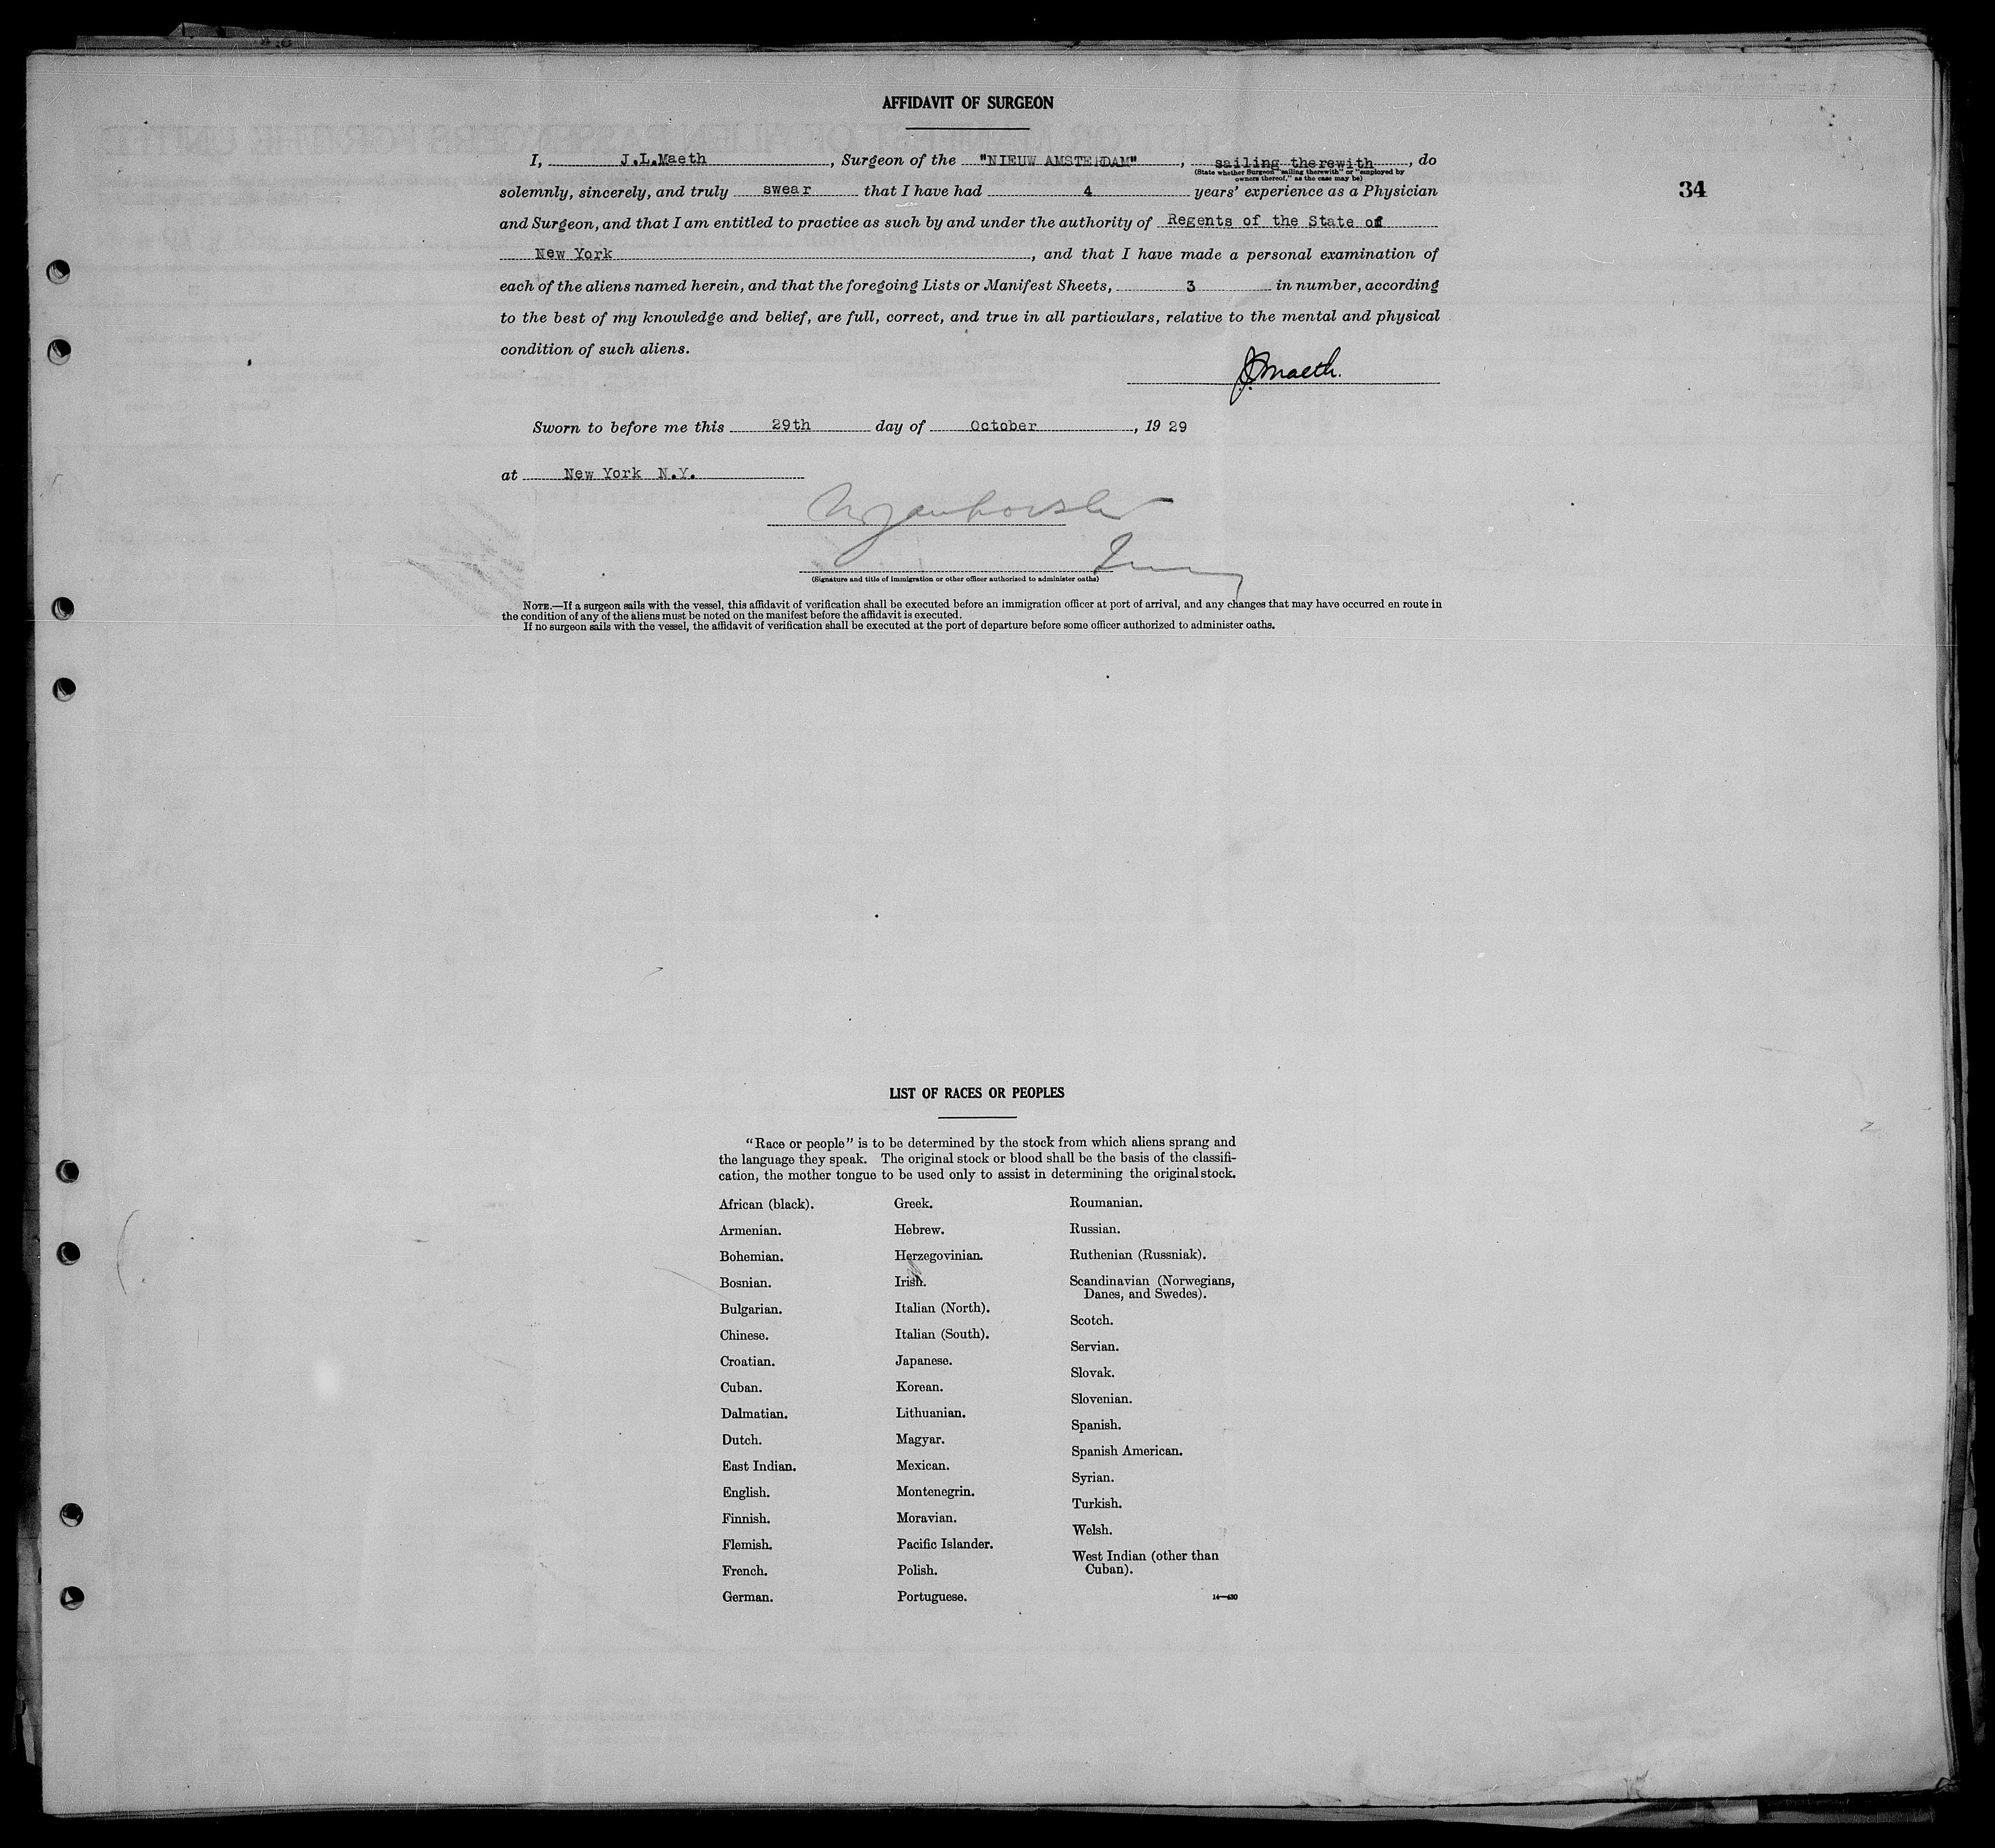 AFFIDAVIT OF SURGEON
I, J.L.Maeth, Surgeon of the "NIEUW AMSTERDAM", sailing therewith, do
(State whether Surgeon "sailing therewith" or "employed by
owners thereof," as the case may be)
solemnly, sincerely, and truly swear that I have had 4 years' experience as a Physician
34
and Surgeon, and that I am entitled to practice as such by and under the authority of Regents of the State of
New York, and that I have made a personal examination of
each of the aliens named herein, and that the foregoing Lists or Manifest Sheets, 3 in number, according
to the best of my knowledge and belief, are full, correct, and true in all particulars, relative to the mental and physical
condition of such aliens.
J.L. Maeth.
Sworn to before me this 29th day of October, 19 29
at New York N.Y.
(Signature and title of immigration or other officer authorized to administer oaths)
NOTE.—If a surgeon sails with the vessel, this affidavit of verification shall be executed before an immigration officer at port of arrival, and any changes that may have occurred en route in
the condition of any of the aliens must be noted on the manifest before the affidavit is executed.
If no surgeon sails with the vessel, the affidavit of verification shall be executed at the port of departure before some officer authorized to administer oaths.
LIST OF RACES OR PEOPLES
"Race or people" is to be determined by the stock from which aliens sprang and
the language they speak. The original stock or blood shall be the basis of the classifi-
cation, the mother tongue to be used only to assist in determining the original stock.
African (black).
Armenian.
Bohemian.
Bosnian.
Bulgarian.
Chinese.
Croatian.
Cuban.
Dalmatian.
Dutch.
East Indian.
English.
Finnish.
Flemish.
French.
German.
Greek.
Hebrew.
Herzegovinian.
Irish.
Italian (North).
Italian (South).
Japanese.
Korean.
Lithuanian.
Magyar.
Mexican.
Montenegrin.
Moravian.
Pacific Islander.
Polish.
Portuguese.
Roumanian.
Russian.
Ruthenian (Russniak).
Scandinavian (Norwegians,
Danes, and Swedes).
Scotch.
Servian.
Slovak.
Slovenian.
Spanish.
Spanish American.
Syrian.
Turkish.
Welsh.
West Indian (other than
Cuban).
14—430